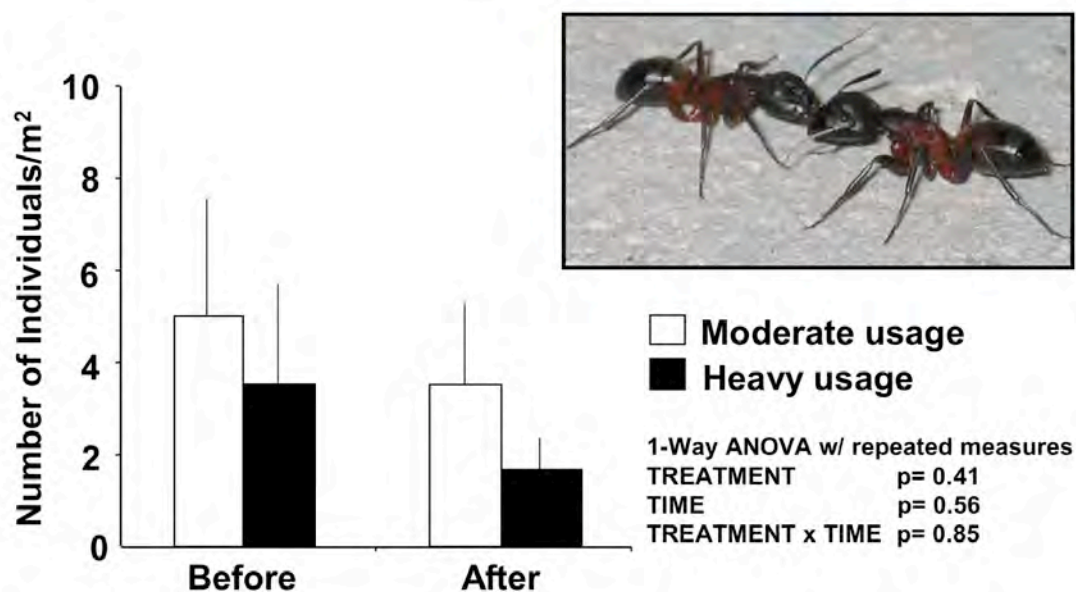 Number of Individuals/m²
10
8
6
4
2
0
Before After
Moderate usage
Heavy usage
1-Way ANOVA w/ repeated measures
TREATMENT p= 0.41
TIME p= 0.56
TREATMENT x TIME p= 0.85